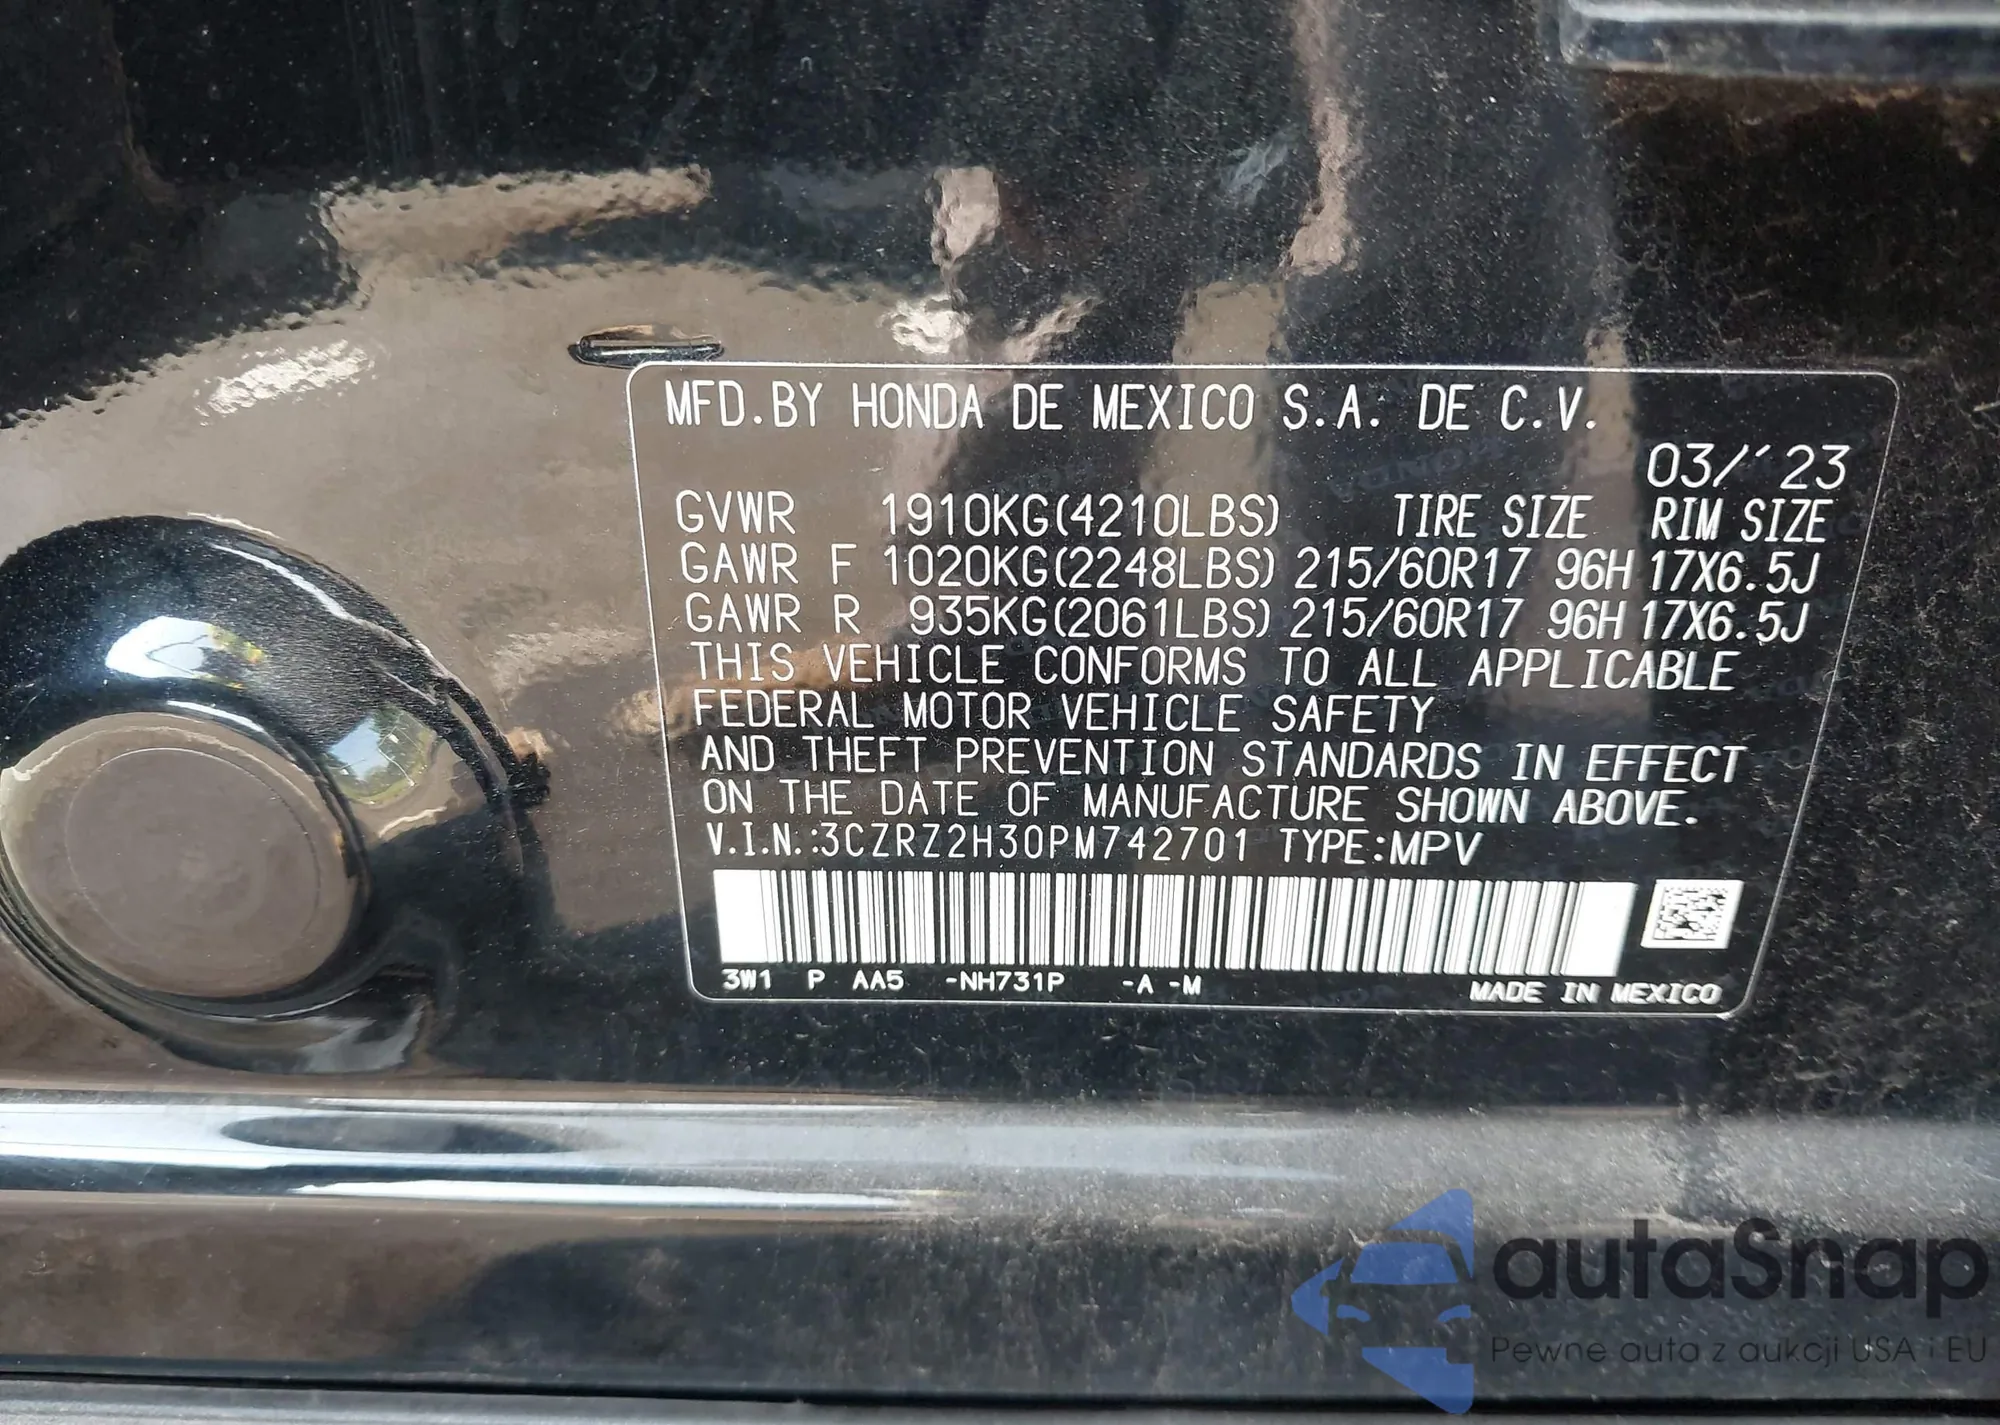 MFD.BY HONDA DE MEXICO S.A. DE C.V.
03/'23
GVWR 1910KG(4210LBS) TIRE SIZE RIM SIZE
GAWR F 1020KG(2248LBS) 215/60R17 96H 17X6.5J
GAWR R 935KG(2061LBS) 215/60R17 96H 17X6.5J
THIS VEHICLE CONFORMS TO ALL APPLICABLE
FEDERAL MOTOR VEHICLE SAFETY
AND THEFT PREVENTION STANDARDS IN EFFECT
ON THE DATE OF MANUFACTURE SHOWN ABOVE.
V.I.N.:3CZRZ2H30PM742701 TYPE:MPV
3W1 P AA5 -NH731P -A -M
MADE IN MEXICO
autaSnap
Pewne auta z aukcji USA i EU